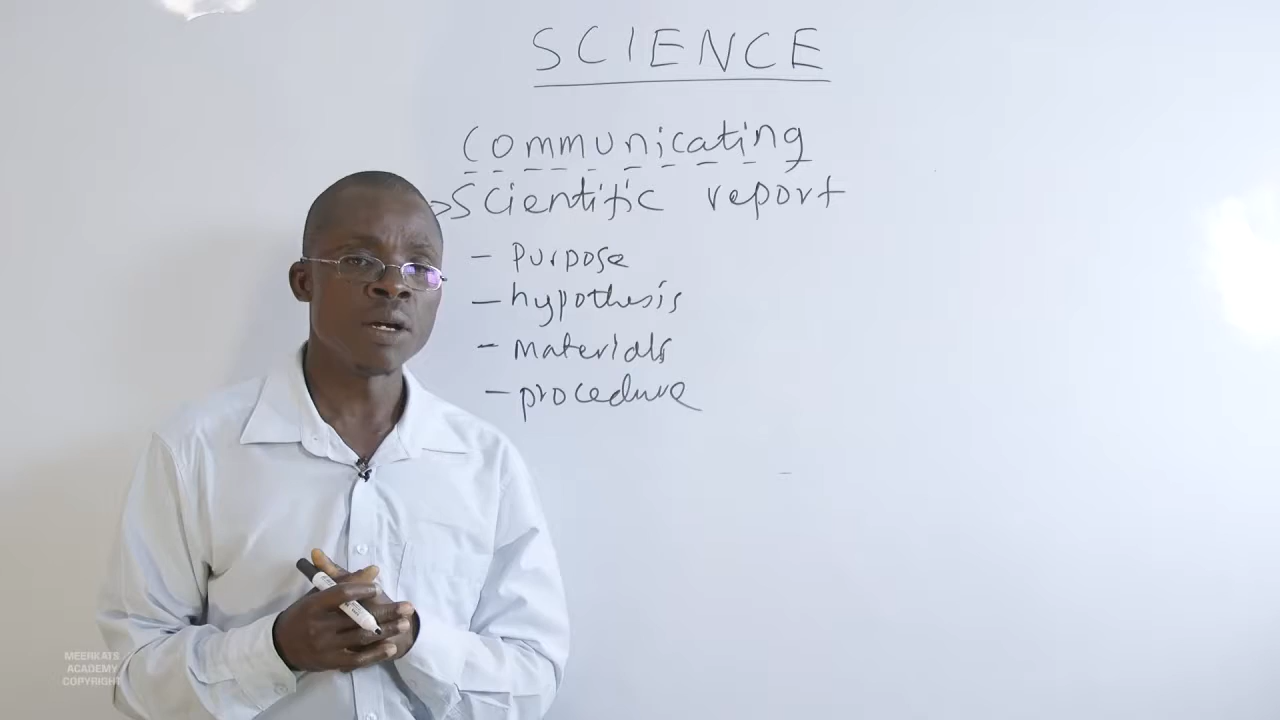 SCIENCE
Communicating
>Scientific report
- Purpose
- hypothesis
- materials
- procedure
MEERKATS
ACADEMY
COPYRIGHT